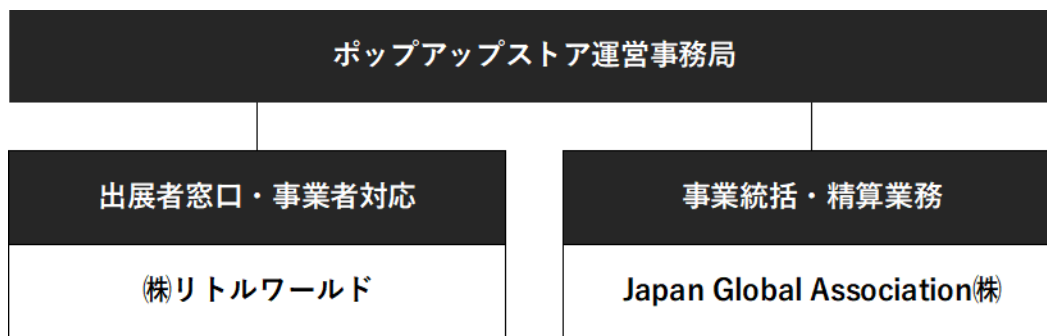 ポップアップストア運営事務局
出展者窓口・事業者対応
事業統括・精算業務
㈱リトルワールド
Japan Global Association㈱